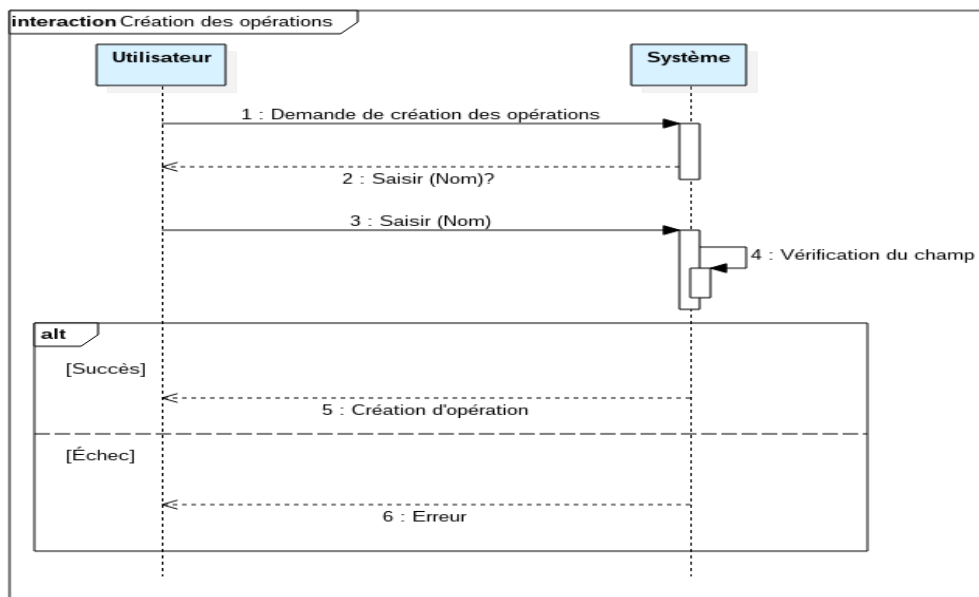 interaction Création des opérations
Utilisateur
Système
1 : Demande de création des opérations
2 : Saisir (Nom)?
3 : Saisir (Nom)
4 : Vérification du champ
alt
[Succès]
5 : Création d'opération
[Échec]
6 : Erreur